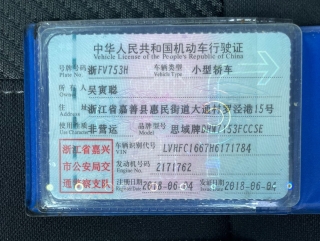 中华人民共和国机动车行驶证
Vehicle License of the People's Republic of China
号牌号码 浙FV753H 车辆类型 小型轿车
Plate No. Vehicle Type
所有人 吴寅聪
Owner
住址 浙江省嘉善县惠民街道大通村罗泾港15号
Address
使用性质 非营运 品牌型号 思域牌DHW7153FCCSE
Use Character Model
浙江省嘉兴 车辆识别代号 LVHFC1667H6171784
VIN
市公安局交 发动机号码 2171762
Engine No.
通警察支队 注册日期 2018-06-04 发证日期 2018-06-04
Register Date Issue Date